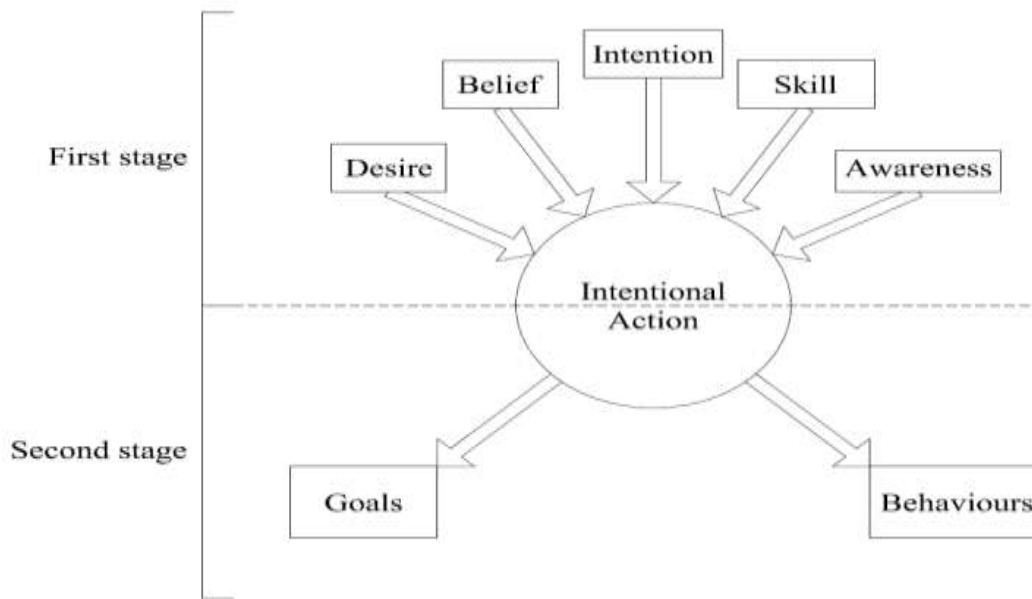 Intention
Belief
Skill
First stage
Desire
Awareness
Intentional
Action
Second stage
Goals
Behaviours